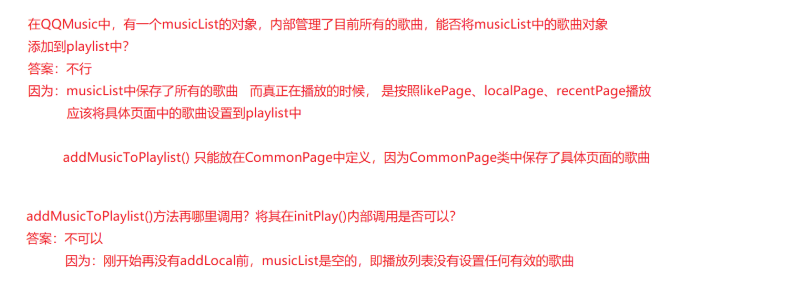 在QQMusic中，有一个musicList的对象，内部管理了目前所有的歌曲，能否将musicList中的歌曲对象
添加到playlist中？
答案：不行
因为：musicList中保存了所有的歌曲 而真正在播放的时候， 是按照likePage、localPage、recentPage播放
应该将具体页面中的歌曲设置到playlist中
addMusicToPlaylist() 只能放在CommonPage中定义，因为CommonPage类中保存了具体页面的歌曲
addMusicToPlaylist()方法再哪里调用？将其在initPlay()内部调用是否可以？
答案：不可以
因为：刚开始再没有addLocal前，musicList是空的，即播放列表没有设置任何有效的歌曲